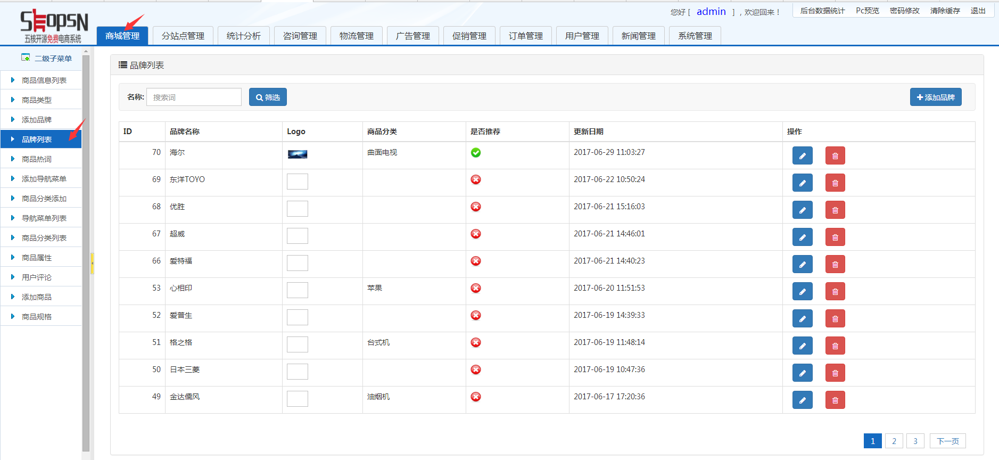 SHOPSN
五核开源免费电商系统
您好 [ admin ] , 欢迎回来！
后台数据统计 Pc预览 密码修改 清除缓存 退出
商城管理 分站点管理 统计分析 咨询管理 物流管理 广告管理 促销管理 订单管理 用户管理 新闻管理 系统管理
二级子菜单
商品信息列表
商品类型
添加品牌
品牌列表
商品热词
添加导航菜单
商品分类添加
导航菜单列表
商品分类列表
商品属性
用户评论
添加商品
商品规格
品牌列表
名称: 搜索词 筛选 添加品牌
ID 品牌名称 Logo 商品分类 是否推荐 更新日期 操作
70 海尔 曲面电视 2017-06-29 11:03:27
69 东洋TOYO 2017-06-22 10:50:24
68 优胜 2017-06-21 15:16:03
67 超威 2017-06-21 14:46:01
66 爱特福 2017-06-21 14:40:23
53 心相印 苹果 2017-06-20 11:51:53
52 爱普生 2017-06-19 14:39:33
51 格之格 台式机 2017-06-19 11:48:14
50 日本三菱 2017-06-19 10:47:36
49 金达儒风 油烟机 2017-06-17 17:20:36
1 2 3 下一页